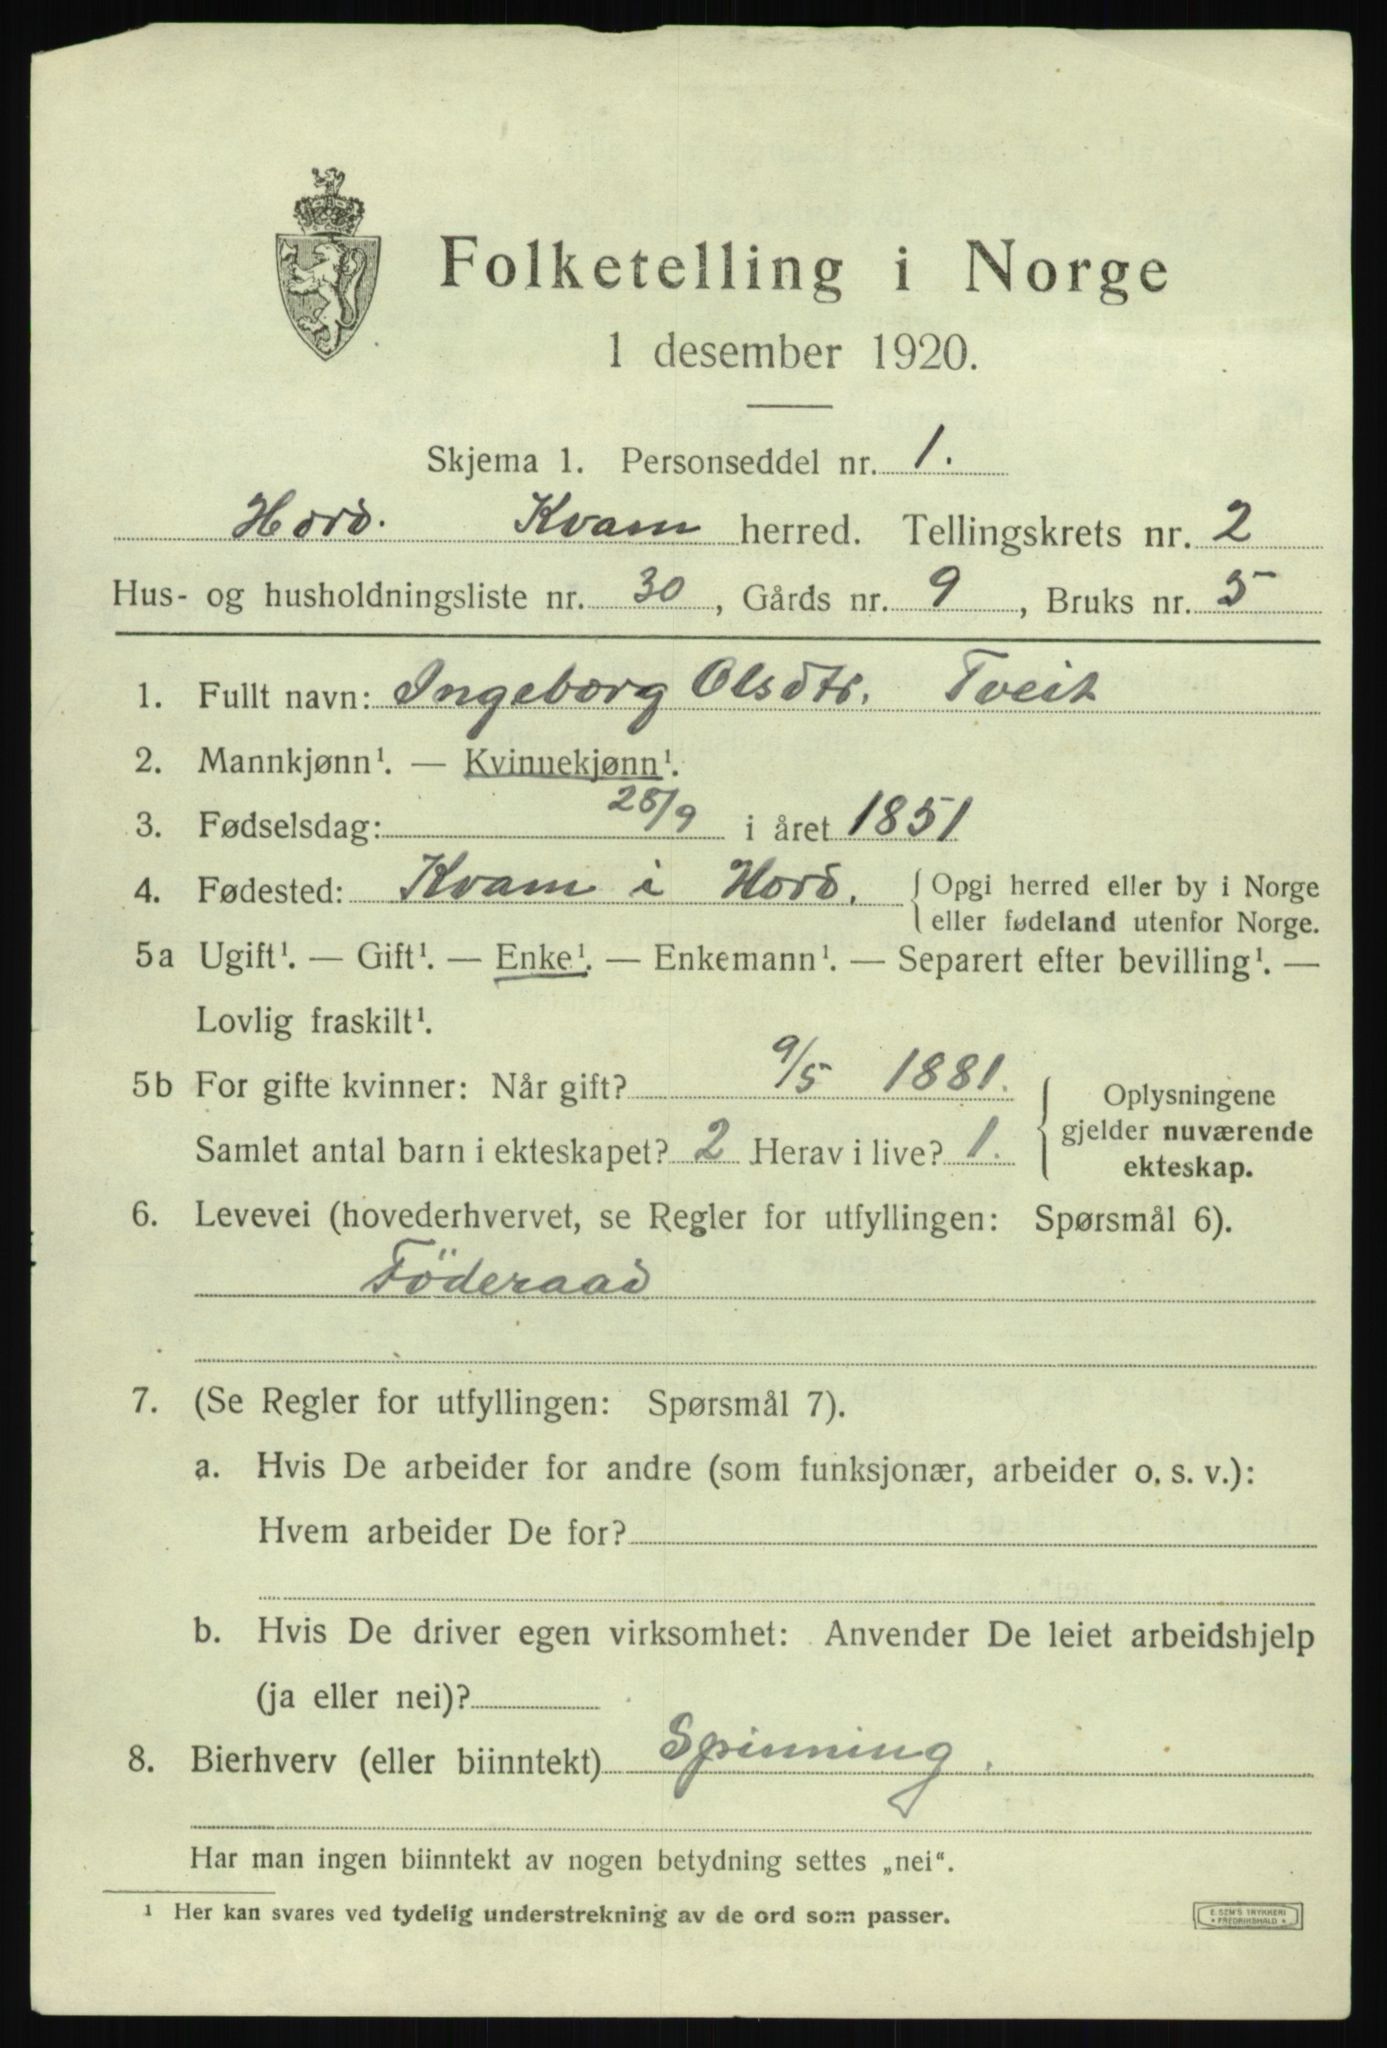 Folketelling i Norge
1 desember 1920.
Skjema 1. Personseddel nr. 1.
Hord. Kvam herred. Tellingskrets nr. 2
Hus- og husholdningsliste nr. 30, Gårds nr. 9, Bruks nr. 5
1. Fullt navn: Ingeborg Olsdtr. Tveit
2. Mannkjønn¹. — Kvinnekjønn¹.
3. Fødselsdag: 28/9 i året 1851
4. Fødested: Kvam i Hord. { Opgi herred eller by i Norge
eller fødeland utenfor Norge.
5a Ugift¹. — Gift¹. — Enke¹. — Enkemann¹. — Separert efter bevilling¹. —
Lovlig fraskilt¹.
5b For gifte kvinner: Når gift? 9/5 1881.
Samlet antal barn i ekteskapet? 2 Herav i live? 1.
Oplysningene
gjelder nuværende
ekteskap.
6. Levevei (hovederhvervet, se Regler for utfyllingen: Spørsmål 6).
Föderaad
7. (Se Regler for utfyllingen: Spørsmål 7).
a. Hvis De arbeider for andre (som funksjonær, arbeider o. s. v.):
Hvem arbeider De for?
b. Hvis De driver egen virksomhet: Anvender De leiet arbeidshjelp
(ja eller nei)?
8. Bierhverv (eller biinntekt) Spinning.
Har man ingen biinntekt av nogen betydning settes „nei“.
¹ Her kan svares ved tydelig understrekning av de ord som passer.
E. SEM'S TRYKKERI
FREDRIKSHALD